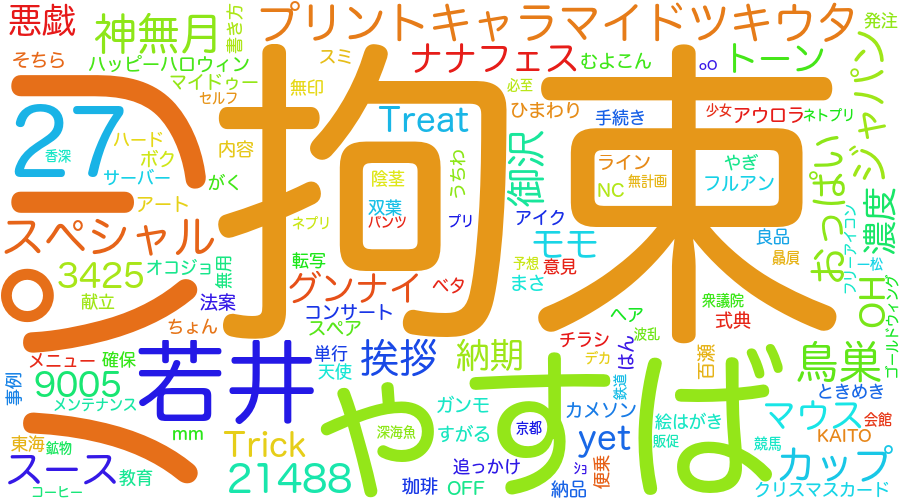 悪戯
神無月
書き方
プリントキャラマイドツキウタ
発注
そちら
ハッピーハロウィン
スミ
ナナフェス
むよこん
oO
トーン
マイドゥー
セルフ
無印
必至
ひまわり
少女
アウロラ
ネトプリ
ジャパン
27
香深
ハード
ボク
サーバー
内容
Treat
手続き
拘束
がく
陰茎
うちわ
御沢
ライン
やぎ
NC
無計画
フルアン
おっぱい
濃度
アート
双葉
パンツ
プリ
アイク
ネプリ
フリーアイコン
スペシャル
モモ
良品
3425
オコジョ
無用
転写
予想
意見
贔屓
一松
献立
法案
グンナイ
ベタ
まさ
OH
ゴールドウィング
コンサート
スペア
ちょん
ヘア
衆議院
式典
ミニパン
メニュー
確保
若井
単行
天使
挨拶
納期
チラシ
デカ
はん
波乱
百瀬
鳥巣
事例
9005
メンテナンス
やすば
ガンモ
カメソン
鉄道
ときめき
mm
Trick
深海魚
すがる
京都
yet
絵はがき
販促
マウス
会館
KAITO
東海
鉱物
スース
教育
21488
追っかけ
ショ
便乗
競馬
カップ
コーヒー
珈琲
OFF
納品
クリスマスカード